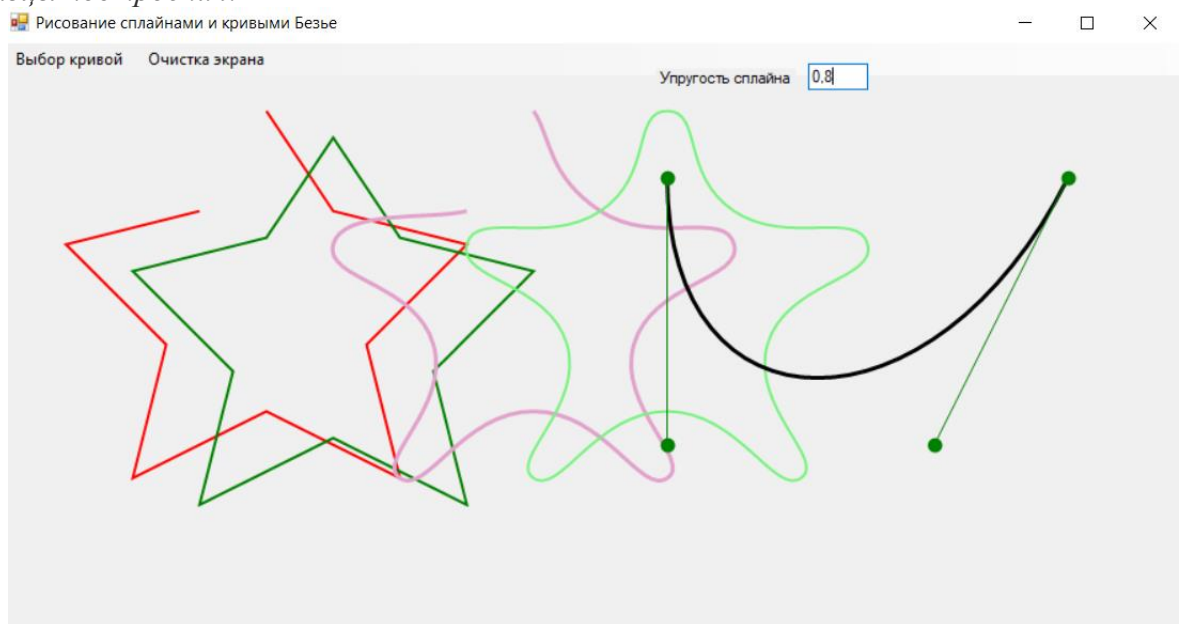 Рисование сплайнами и кривыми Безье
Выбор кривой Очистка экрана
Упругость сплайна 0.8